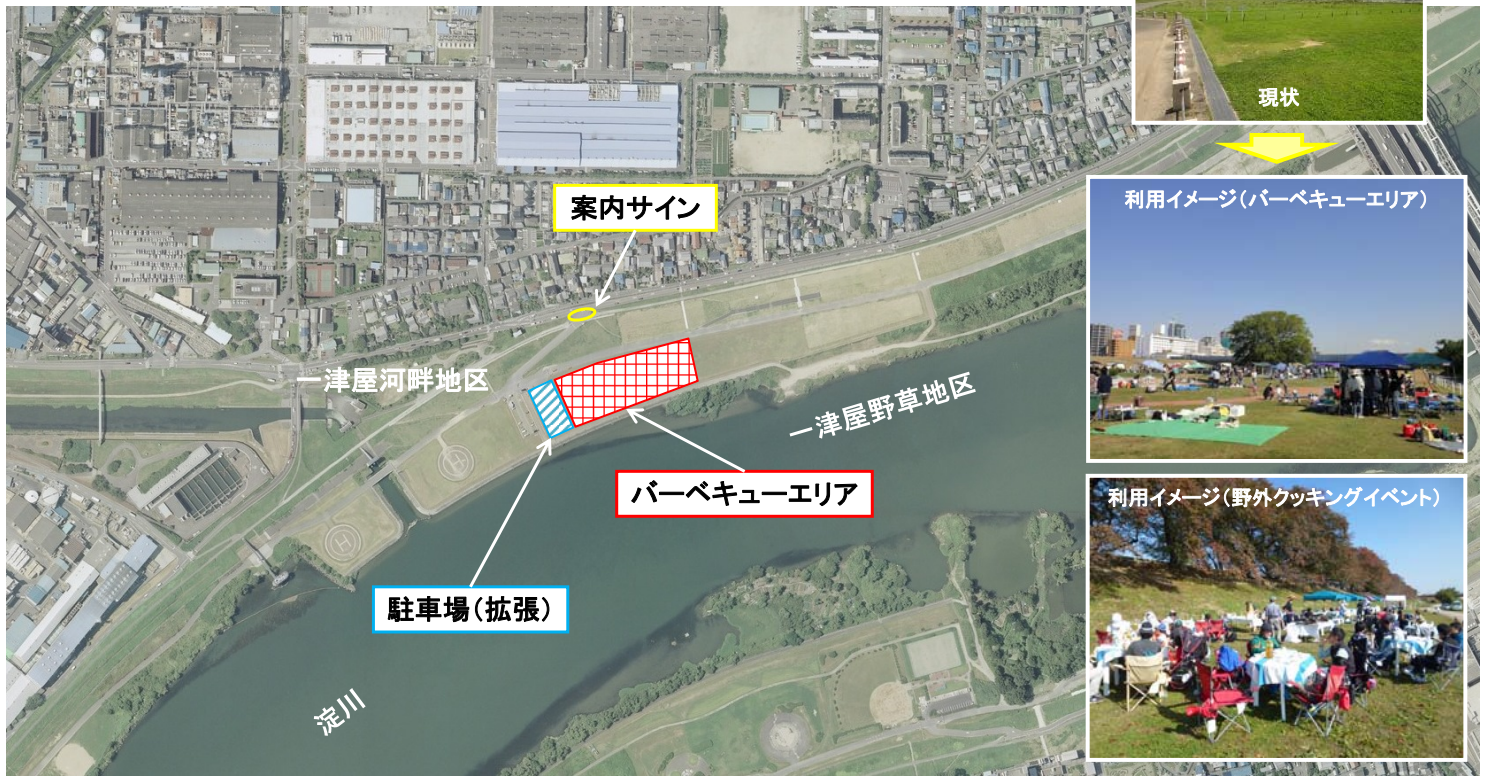 現状
案内サイン
利用イメージ(バーベキューエリア)
一津屋河畔地区
一津屋野草地区
バーベキューエリア
利用イメージ(野外クッキングイベント)
駐車場(拡張)
淀川
H
H